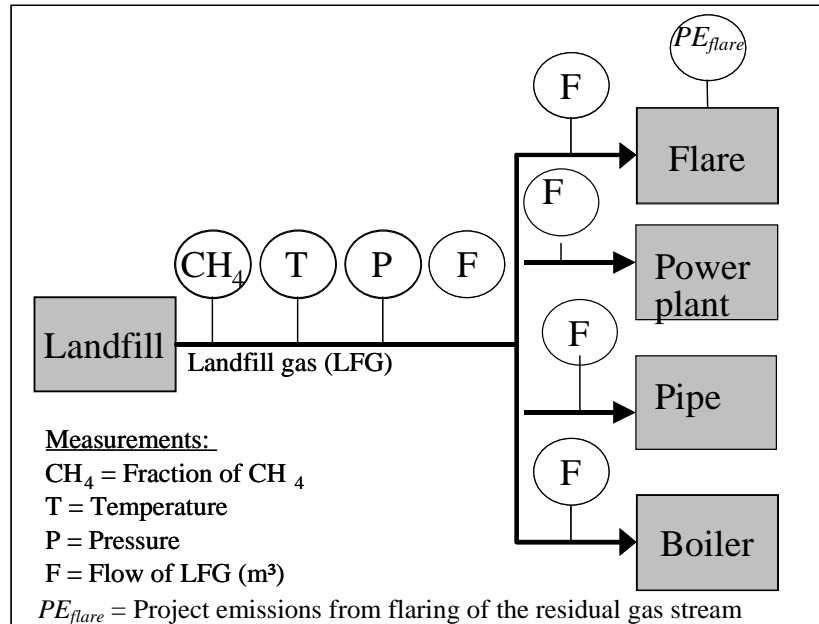 PE_flare
F
Flare
F
Power
plant
CH₄
T
P
F
Landfill
Landfill gas (LFG)
F
Pipe
F
Boiler
Measurements:
CH₄ = Fraction of CH ₄
T = Temperature
P = Pressure
F = Flow of LFG (m³)
PE_flare = Project emissions from flaring of the residual gas stream